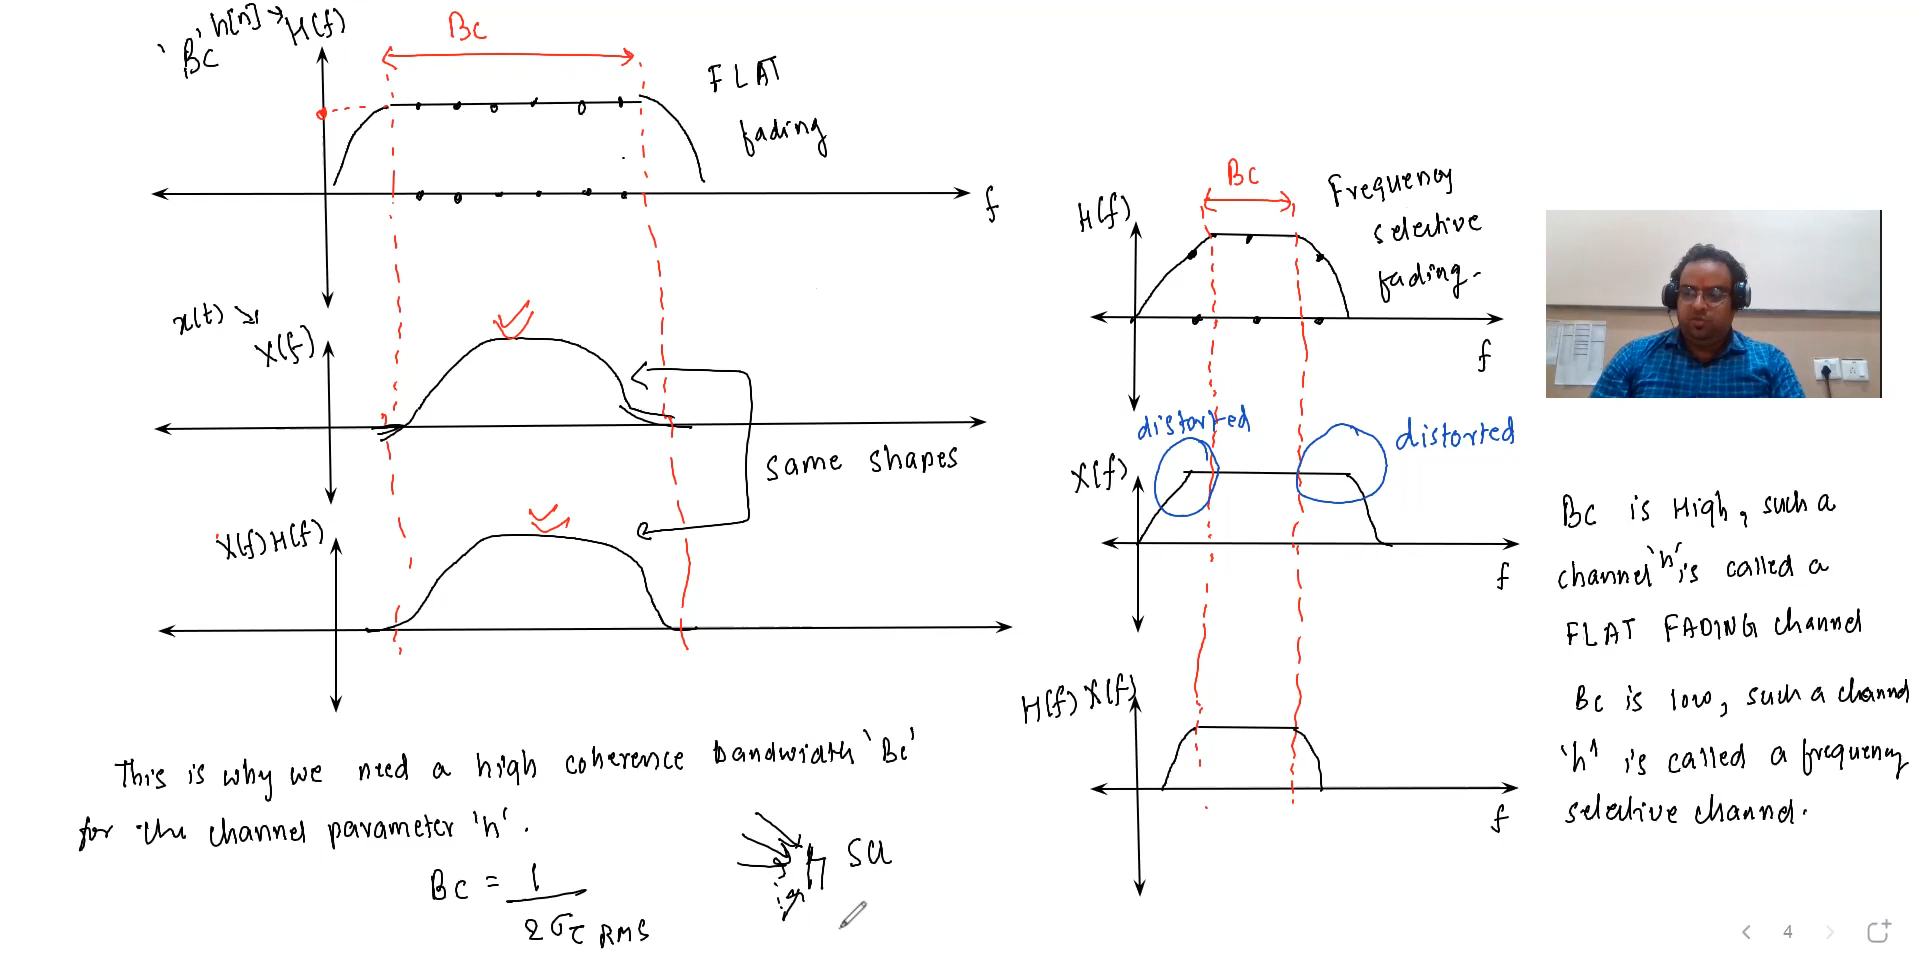 'Bc' h[n] → H(f)
Bc
FLAT
fading
f
x(t) →
X(f)
same shapes
X(f)H(f)
This is why we need a high coherence bandwidth 'Bc'
for the channel parameter 'h'.
Bc = 1
2στ RMS
Bc
Frequency
selective
fading.
H(f)
f
distorted
distorted
X(f)
f
H(f) X(f)
f
Bc is High, such a
channel 'h' is called a
FLAT FADING channel
Bc is low, such a channel
'h' is called a frequency
selective channel.
4